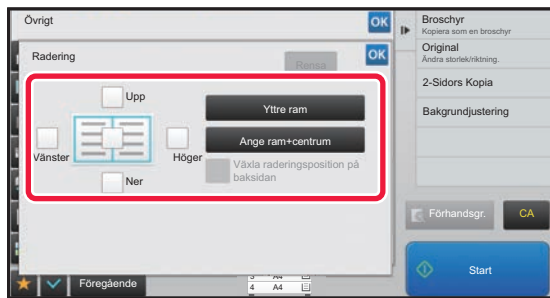 Övrigt
OK
Radering
Rensa
OK
Upp
Vänster
Höger
Ner
Yttre ram
Ange ram+centrum
Växla raderingsposition på
baksidan
Föregående
3 A4
4 A4
Broschyr
Kopiera som en broschyr
Original
Ändra storlek/riktning.
2-Sidors Kopia
Bakgrundjustering
Förhandsgr.
CA
Start